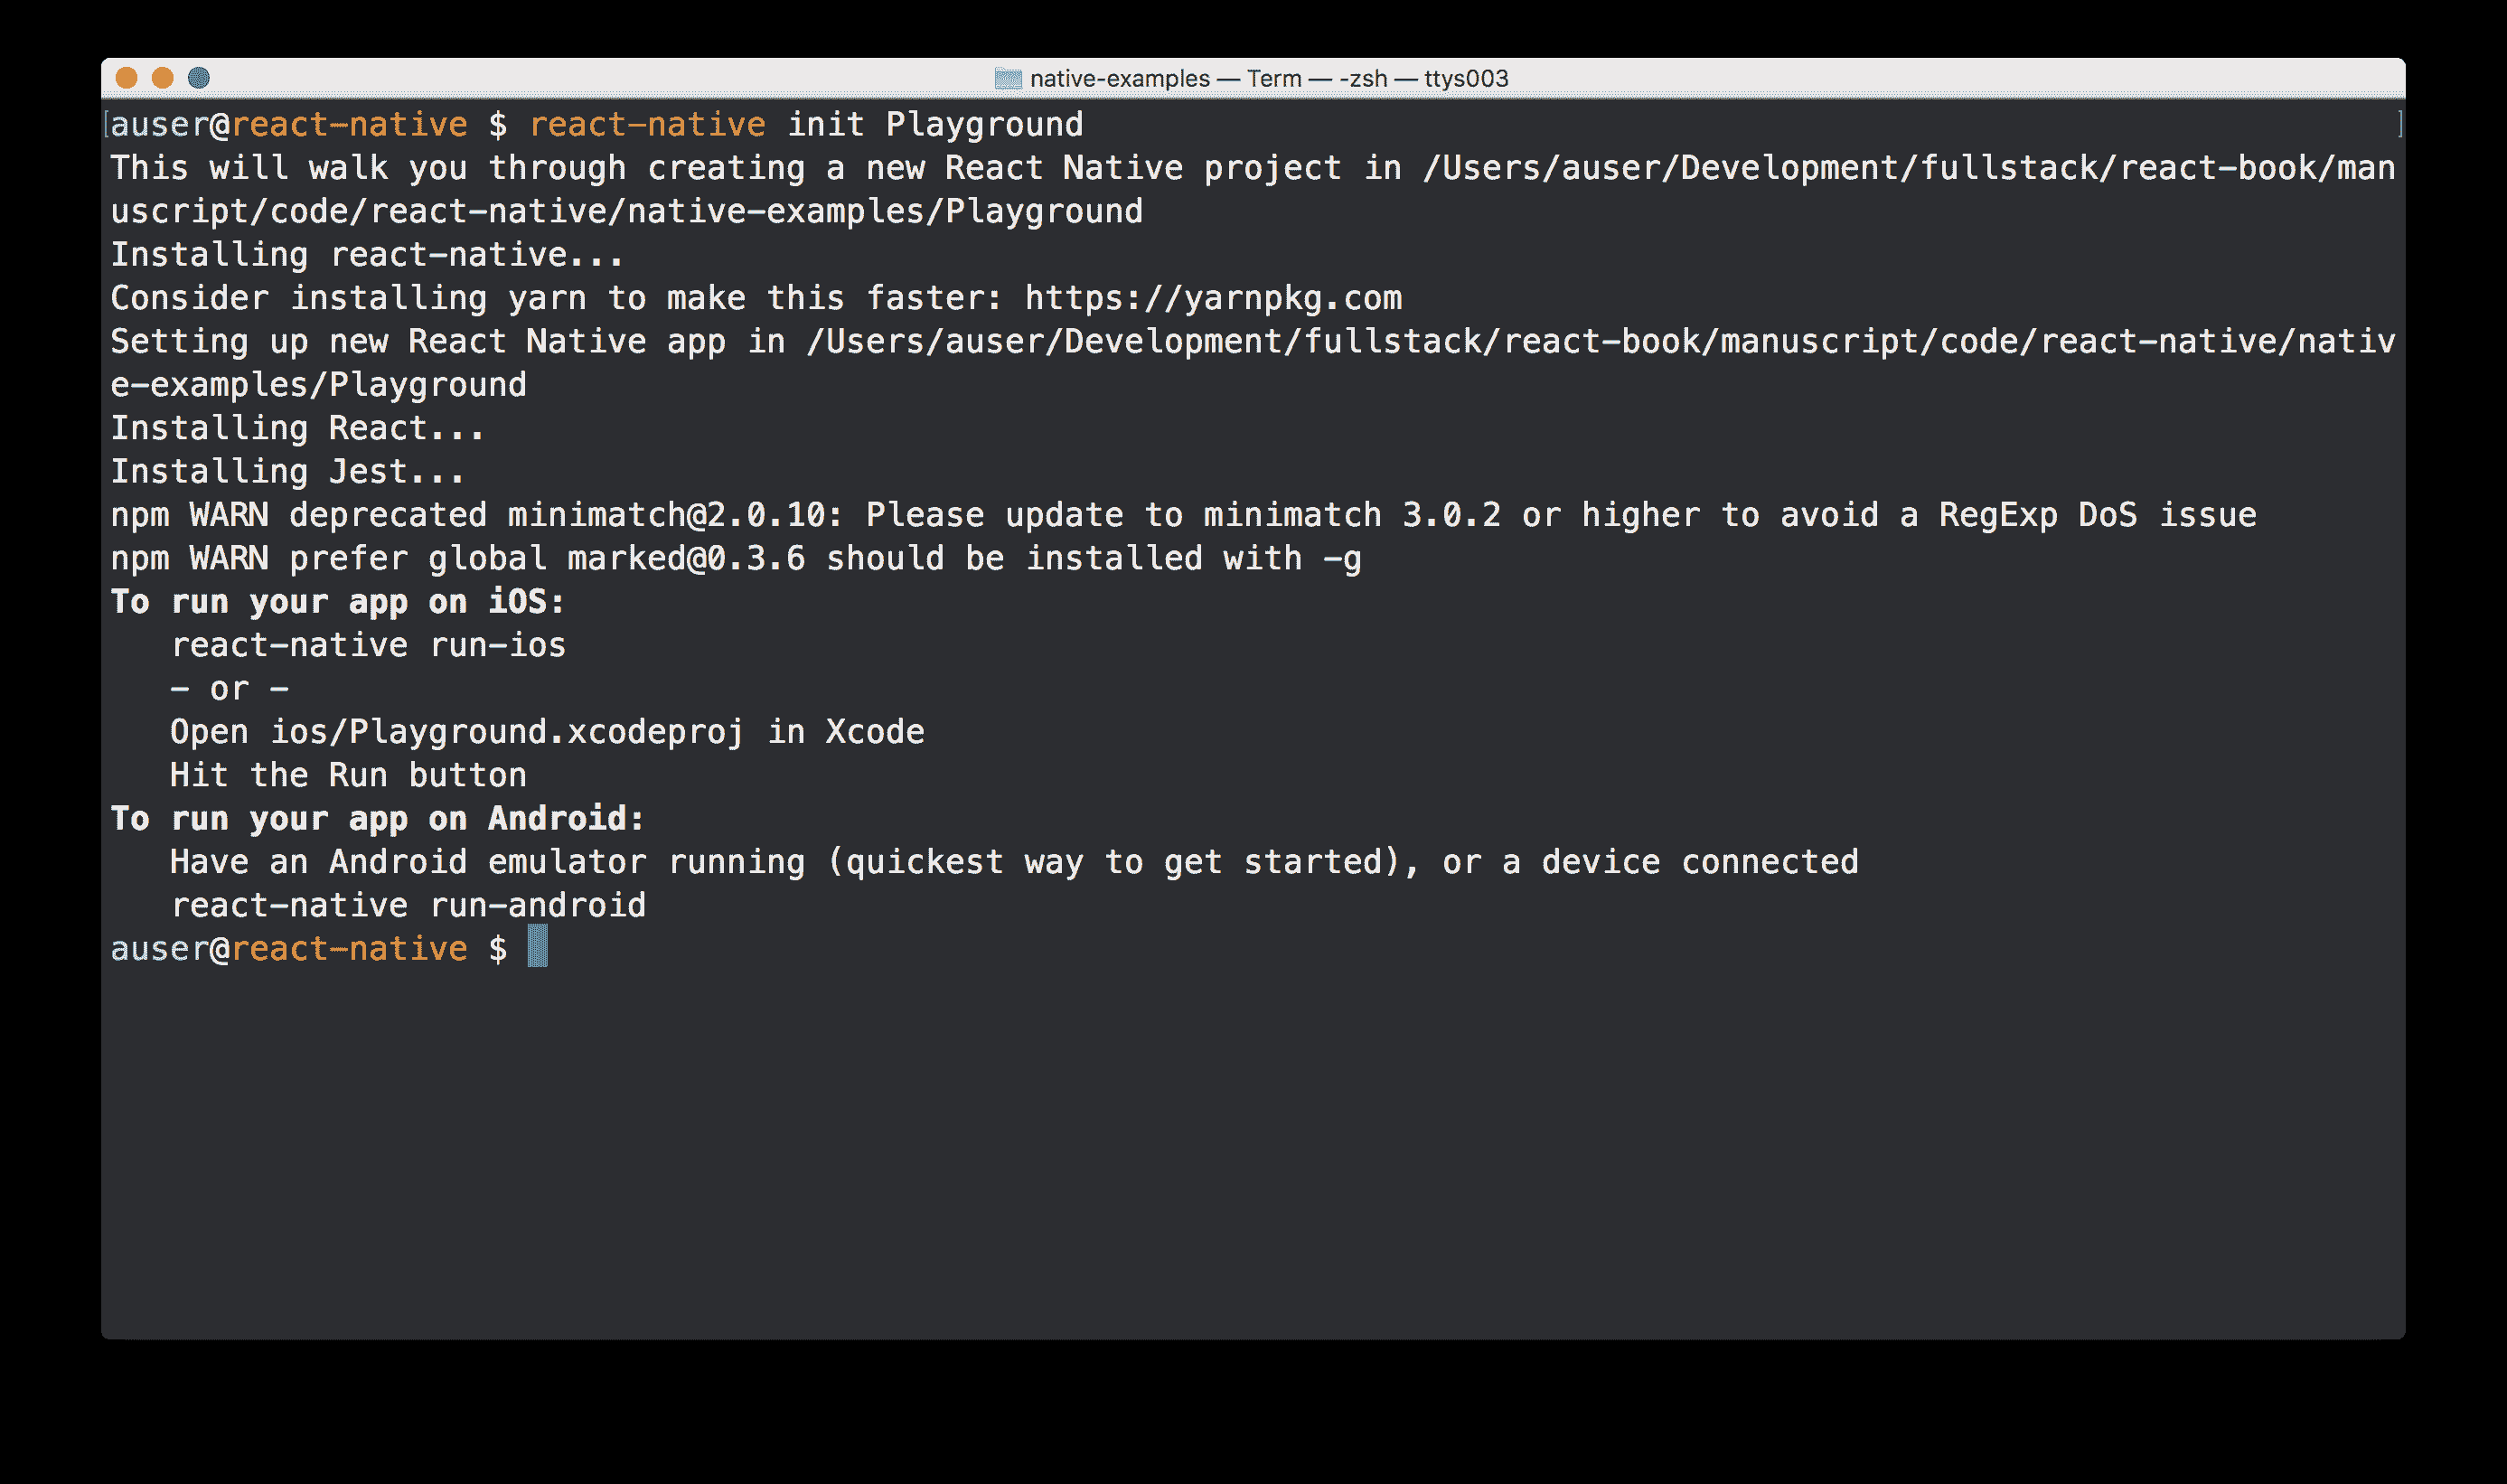 native-examples — Term — -zsh — ttys003
[auser@react-native $ react-native init Playground ]
This will walk you through creating a new React Native project in /Users/auser/Development/fullstack/react-book/man
uscript/code/react-native/native-examples/Playground
Installing react-native...
Consider installing yarn to make this faster: https://yarnpkg.com
Setting up new React Native app in /Users/auser/Development/fullstack/react-book/manuscript/code/react-native/nativ
e-examples/Playground
Installing React...
Installing Jest...
npm WARN deprecated minimatch@2.0.10: Please update to minimatch 3.0.2 or higher to avoid a RegExp DoS issue
npm WARN prefer global marked@0.3.6 should be installed with -g
To run your app on iOS:
   react-native run-ios
   - or -
   Open ios/Playground.xcodeproj in Xcode
   Hit the Run button
To run your app on Android:
   Have an Android emulator running (quickest way to get started), or a device connected
   react-native run-android
auser@react-native $